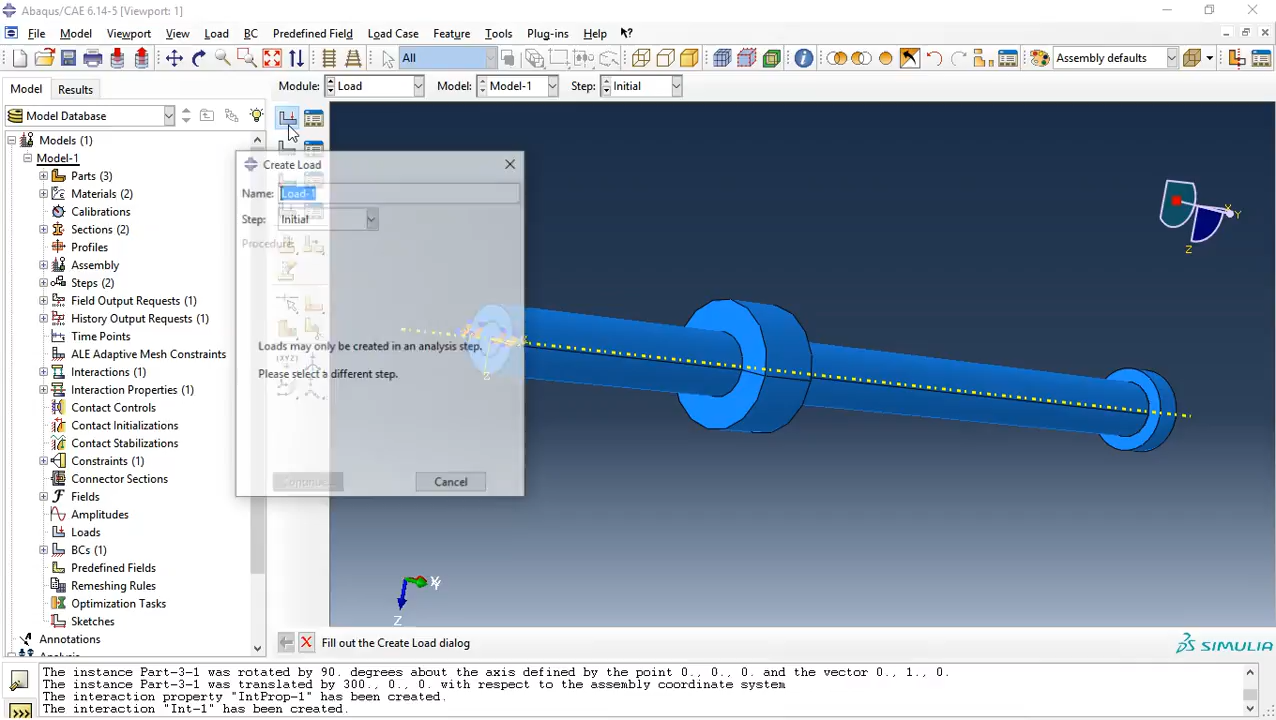 Abaqus/CAE 6.14-5 [Viewport: 1]
File Model Viewport View Load BC Predefined Field Load Case Feature Tools Plug-ins Help
All Assembly defaults
Model Results Module: Load Model: Model-1 Step: Initial
Model Database
Models (1)
Model-1
Parts (3)
Materials (2)
Calibrations
Sections (2)
Profiles
Assembly
Steps (2)
Field Output Requests (1)
History Output Requests (1)
Time Points
ALE Adaptive Mesh Constraints
Interactions (1)
Interaction Properties (1)
Contact Controls
Contact Initializations
Contact Stabilizations
Constraints (1)
Connector Sections
Fields
Amplitudes
Loads
BCs (1)
Predefined Fields
Remeshing Rules
Optimization Tasks
Sketches
Annotations
Analysis
Create Load
Name: Load-1
Step: Initial
Procedure:
Loads may only be created in an analysis step.
Please select a different step.
(XYZ)
Continue... Cancel
X
Y
Z
X
Z
Y
Z
Fill out the Create Load dialog
SIMULIA
The instance Part-3-1 was rotated by 90. degrees about the axis defined by the point 0., 0., 0. and the vector 0., 1., 0.
The instance Part-3-1 was translated by 300., 0., 0. with respect to the assembly coordinate system
The interaction property "IntProp-1" has been created.
The interaction "Int-1" has been created.